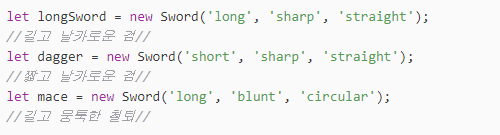 let longSword = new Sword('long', 'sharp', 'straight');
//길고 날카로운 검//
let dagger = new Sword('short', 'sharp', 'straight');
//짧고 날카로운 검//
let mace = new Sword('long', 'blunt', 'circular');
//길고 뭉툭한 철퇴//